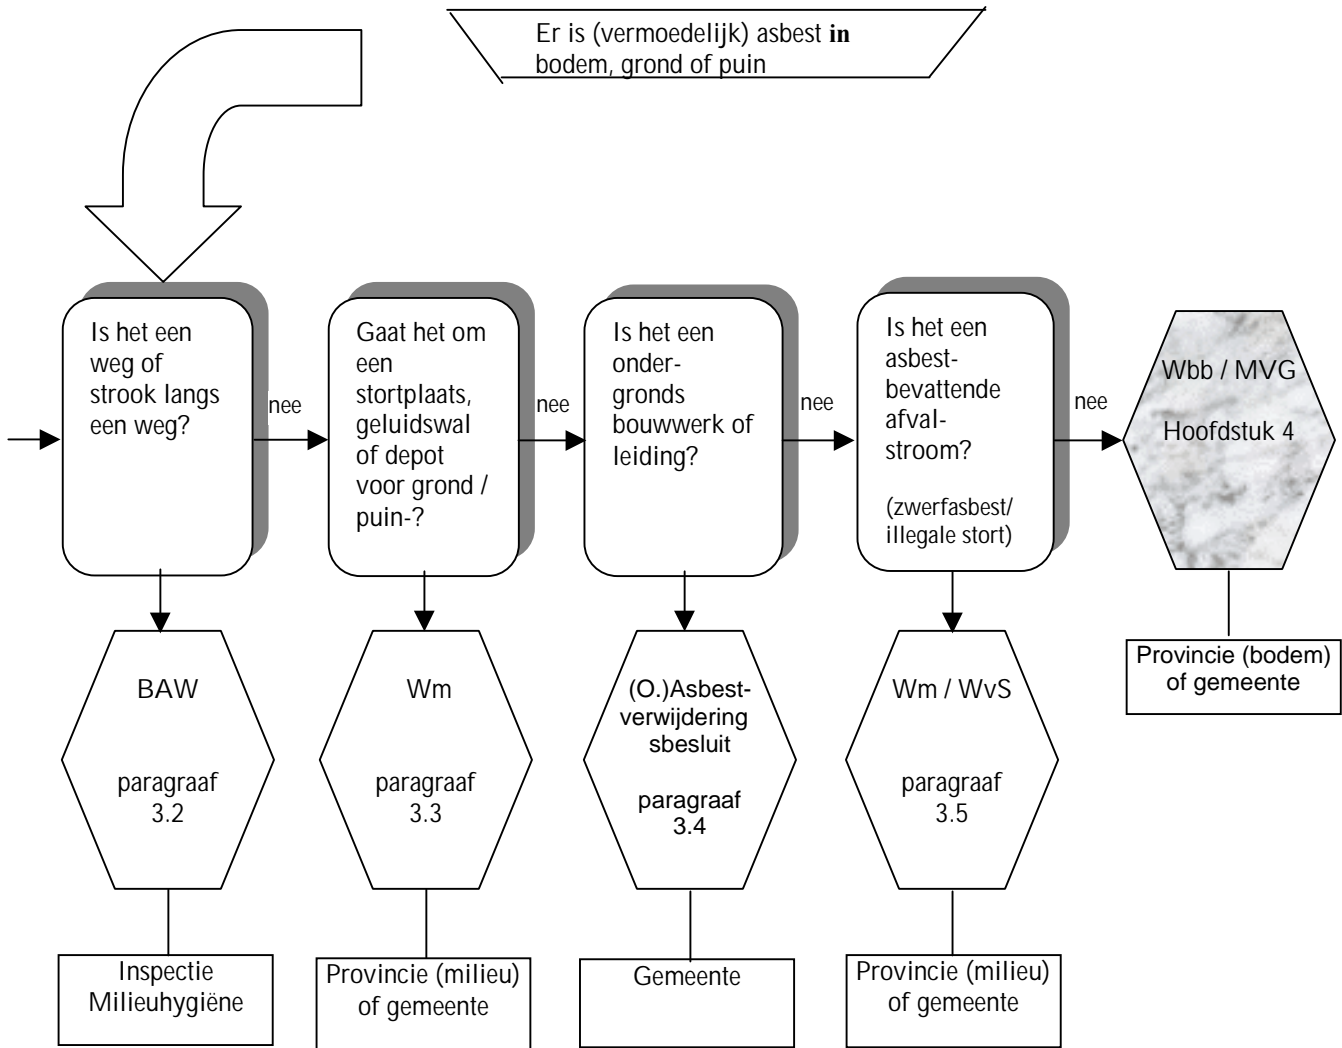 Er is (vermoedelijk) asbest in
bodem, grond of puin
Is het een
weg of
strook langs
een weg?
nee
Gaat het om
een
stortplaats,
geluidswal
of depot
voor grond /
puin-?
nee
Is het een
onder-
gronds
bouwwerk of
leiding?
nee
Is het een
asbest-
bevattende
afval-
stroom?
(zwerfasbest/
illegale stort)
nee
Wbb / MVG
Hoofdstuk 4
Provincie (bodem)
of gemeente
BAW
paragraaf
3.2
Inspectie
Milieuhygiëne
Wm
paragraaf
3.3
Provincie (milieu)
of gemeente
(O.)Asbest-
verwijdering
sbesluit
paragraaf
3.4
Gemeente
Wm / WvS
paragraaf
3.5
Provincie (milieu)
of gemeente